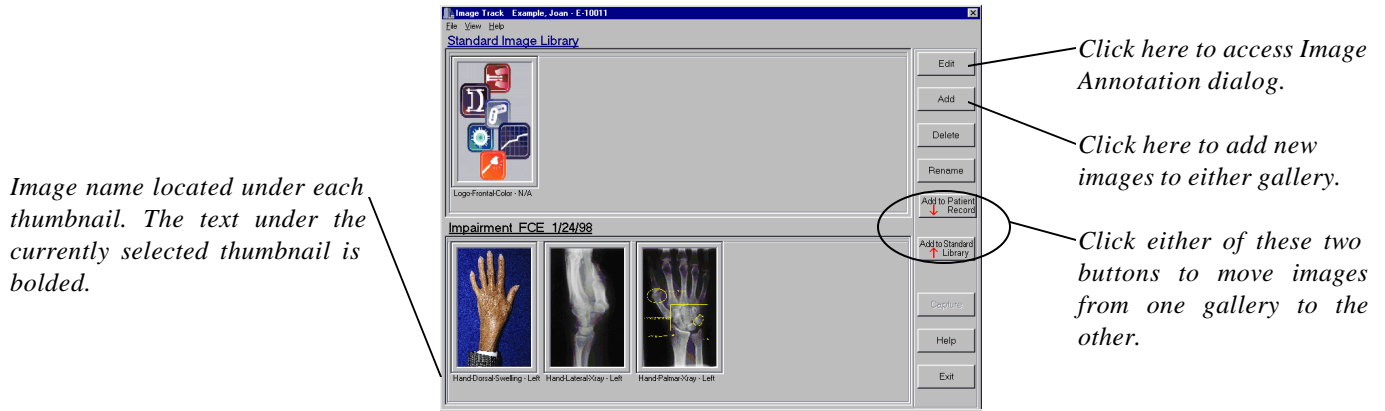 Image Track Example, Joan - E-10011
File View Help
Standard Image Library
Logo-Frontal-Color - N/A
Impairment FCE 1/24/98
Hand-Dorsal-Swelling - Left
Hand-Lateral-Xray - Left
Hand-Palmar-Xray - Left
Edit
Add
Delete
Rename
Add to Patient
Record
Add to Standard
Library
Capture
Help
Exit
Image name located under each
thumbnail. The text under the
currently selected thumbnail is
bolded.
Click here to access Image
Annotation dialog.
Click here to add new
images to either gallery.
Click either of these two
buttons to move images
from one gallery to the
other.